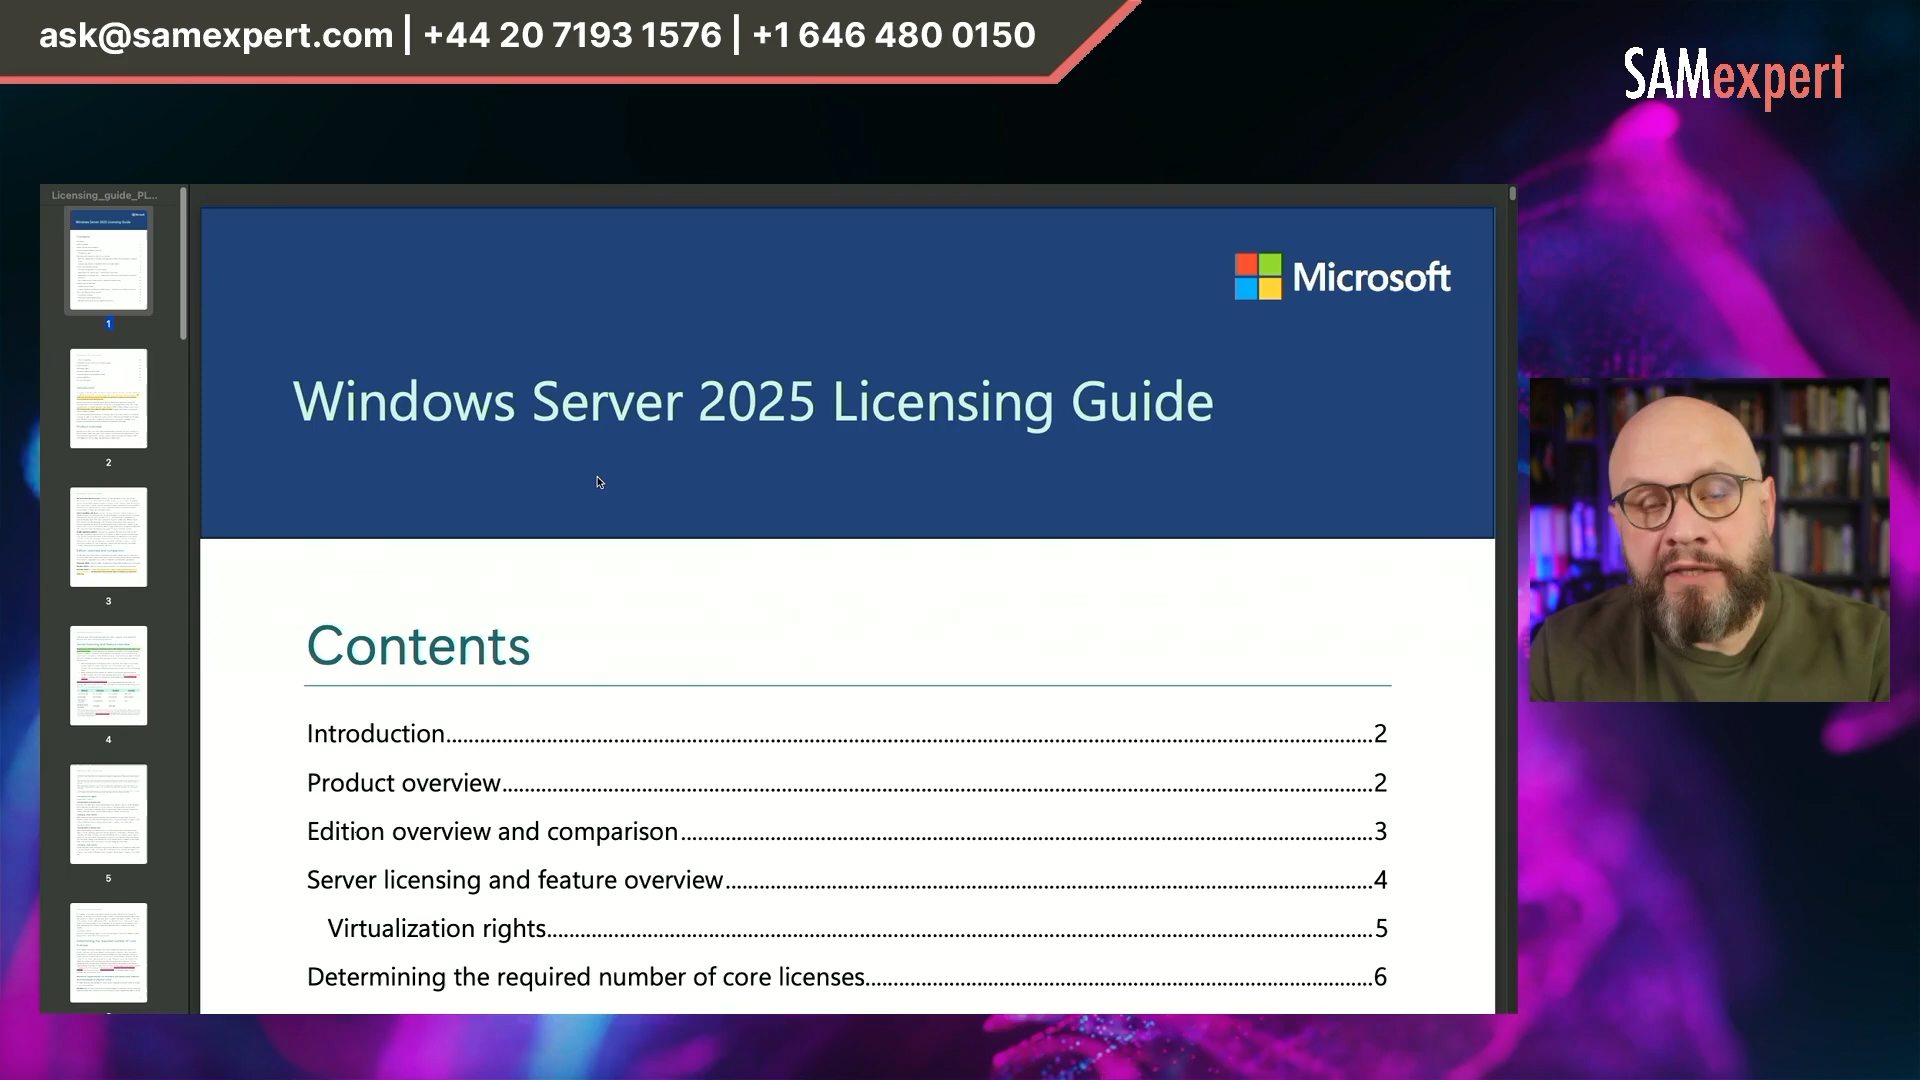 ask@samexpert.com | +44 20 7193 1576 | +1 646 480 0150
SAMexpert
Licensing_guide_PL...
Microsoft
Windows Server 2025 Licensing Guide
Contents
Introduction 2
Product overview 2
Edition overview and comparison 3
Server licensing and feature overview 4
Virtualization rights 5
Determining the required number of core licenses 6
1
2
3
4
5